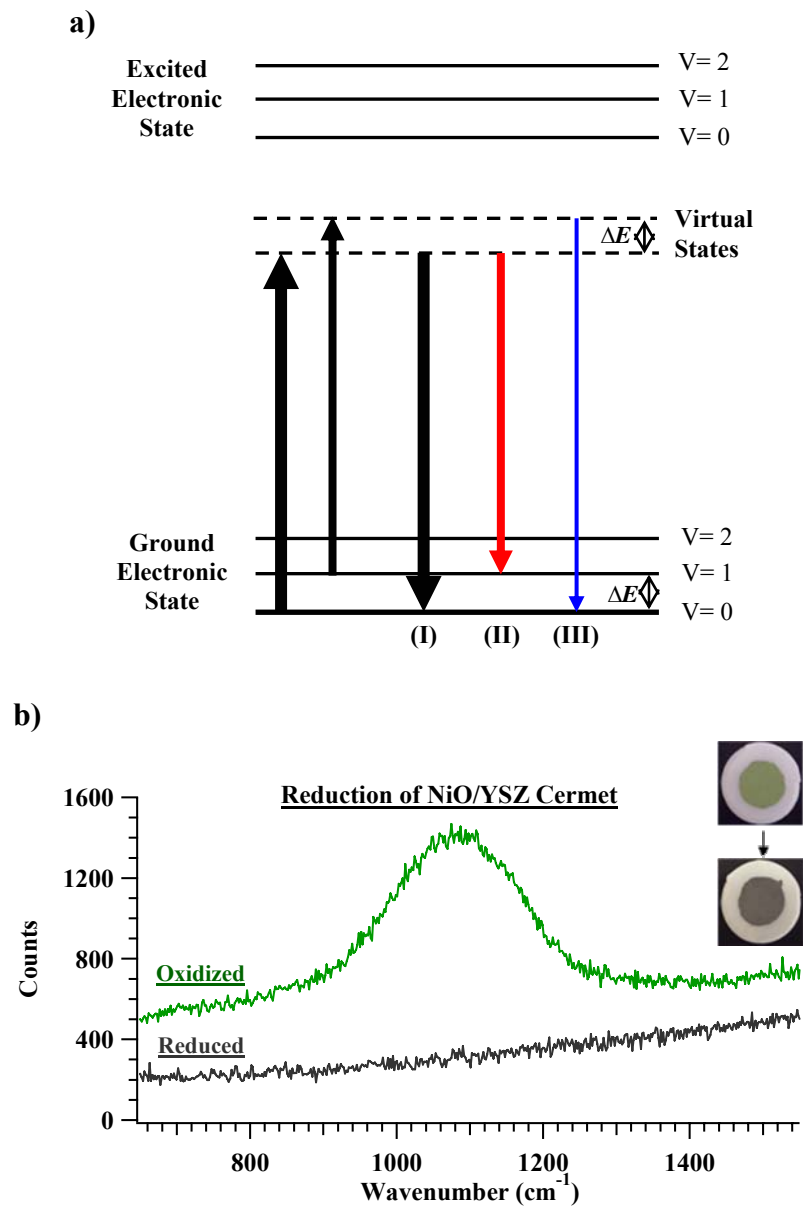 a)
Excited
Electronic
State
V= 2
V= 1
V= 0
Virtual
States
ΔE
Ground
Electronic
State
V= 2
V= 1
V= 0
ΔE
(I) (II) (III)
b)
Reduction of NiO/YSZ Cermet
1600
1200
800
400
0
Counts
Oxidized
Reduced
800 1000 1200 1400
Wavenumber (cm⁻¹)